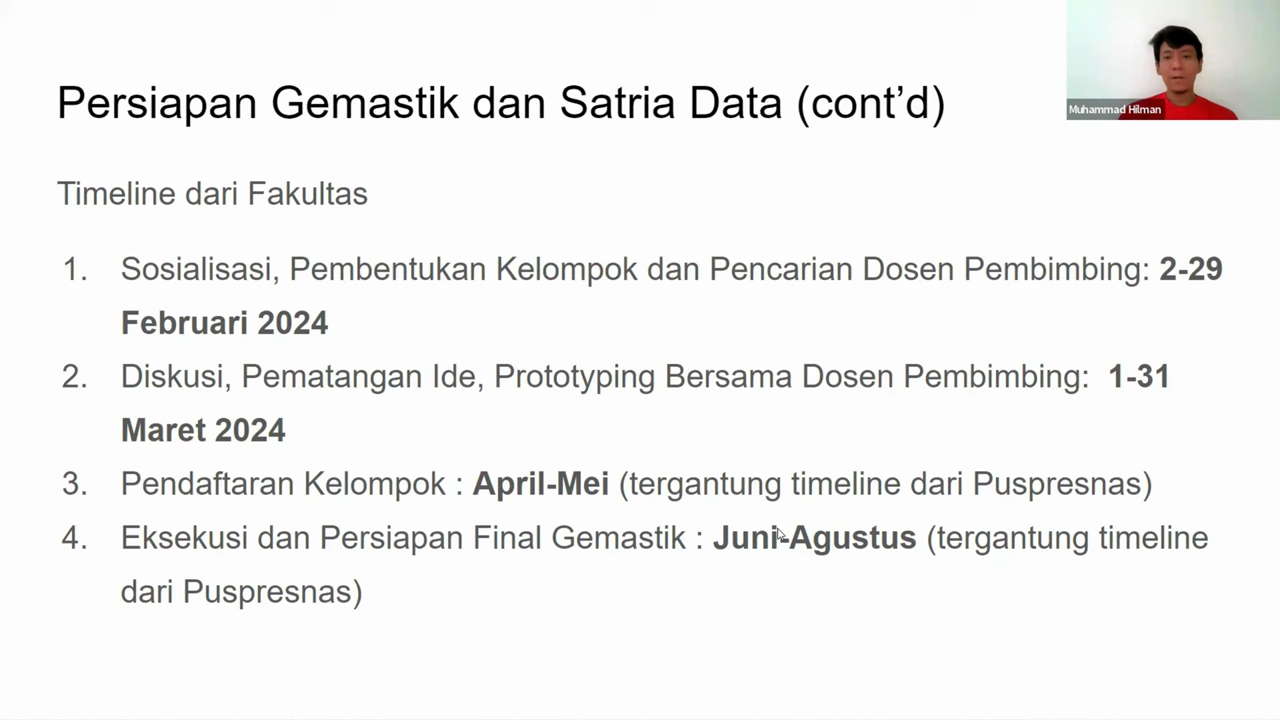 Persiapan Gemastik dan Satria Data (cont’d)
Muhammad Hilman
Timeline dari Fakultas
1. Sosialisasi, Pembentukan Kelompok dan Pencarian Dosen Pembimbing: 2-29
Februari 2024
2. Diskusi, Pematangan Ide, Prototyping Bersama Dosen Pembimbing: 1-31
Maret 2024
3. Pendaftaran Kelompok : April-Mei (tergantung timeline dari Puspresnas)
4. Eksekusi dan Persiapan Final Gemastik : Juni-Agustus (tergantung timeline
dari Puspresnas)